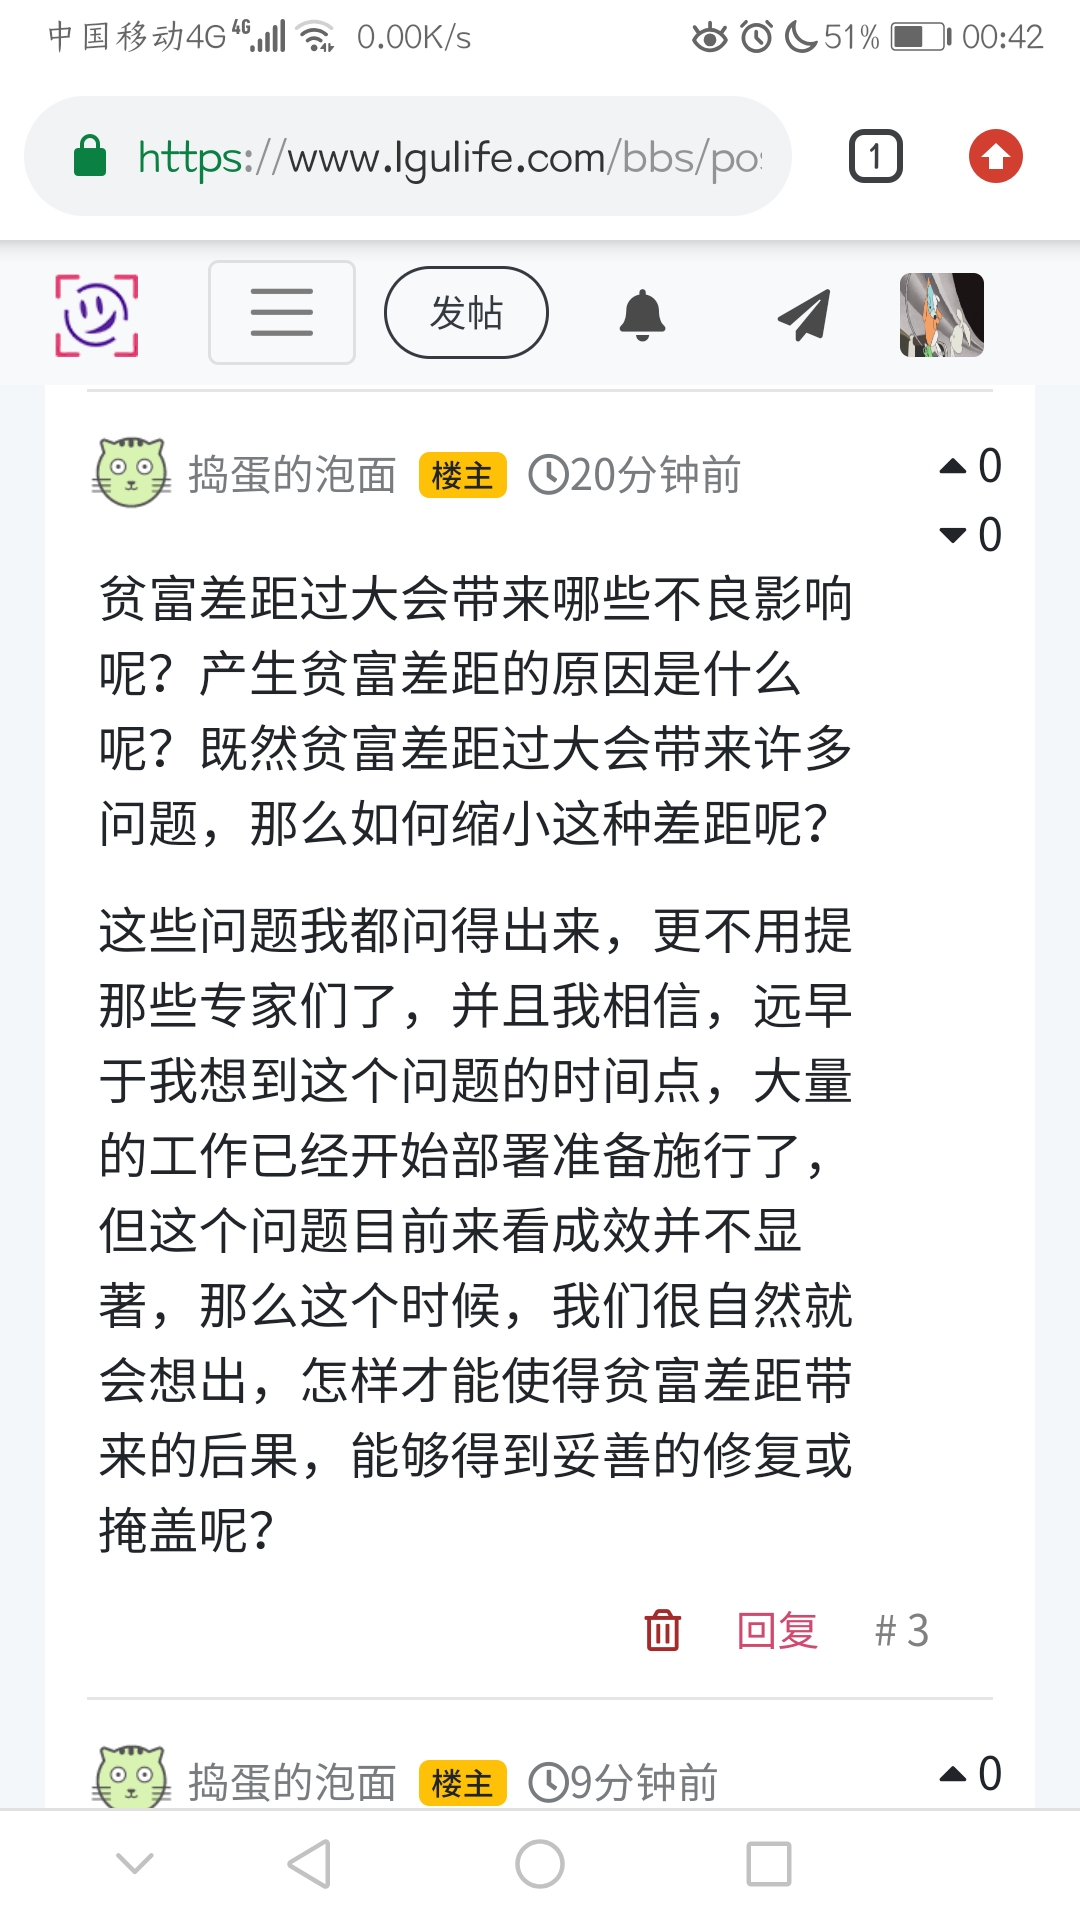 中国移动4G 4G 0.00K/s 51% 00:42
https://www.lgulife.com/bbs/po
1
发帖
捣蛋的泡面 楼主 20分钟前 0
0
贫富差距过大会带来哪些不良影响
呢？产生贫富差距的原因是什么
呢？既然贫富差距过大会带来许多
问题，那么如何缩小这种差距呢？
这些问题我都问得出来，更不用提
那些专家们了，并且我相信，远早
于我想到这个问题的时间点，大量
的工作已经开始部署准备施行了，
但这个问题目前来看成效并不显
著，那么这个时候，我们很自然就
会想出，怎样才能使得贫富差距带
来的后果，能够得到妥善的修复或
掩盖呢？
回复 # 3
捣蛋的泡面 楼主 9分钟前 0